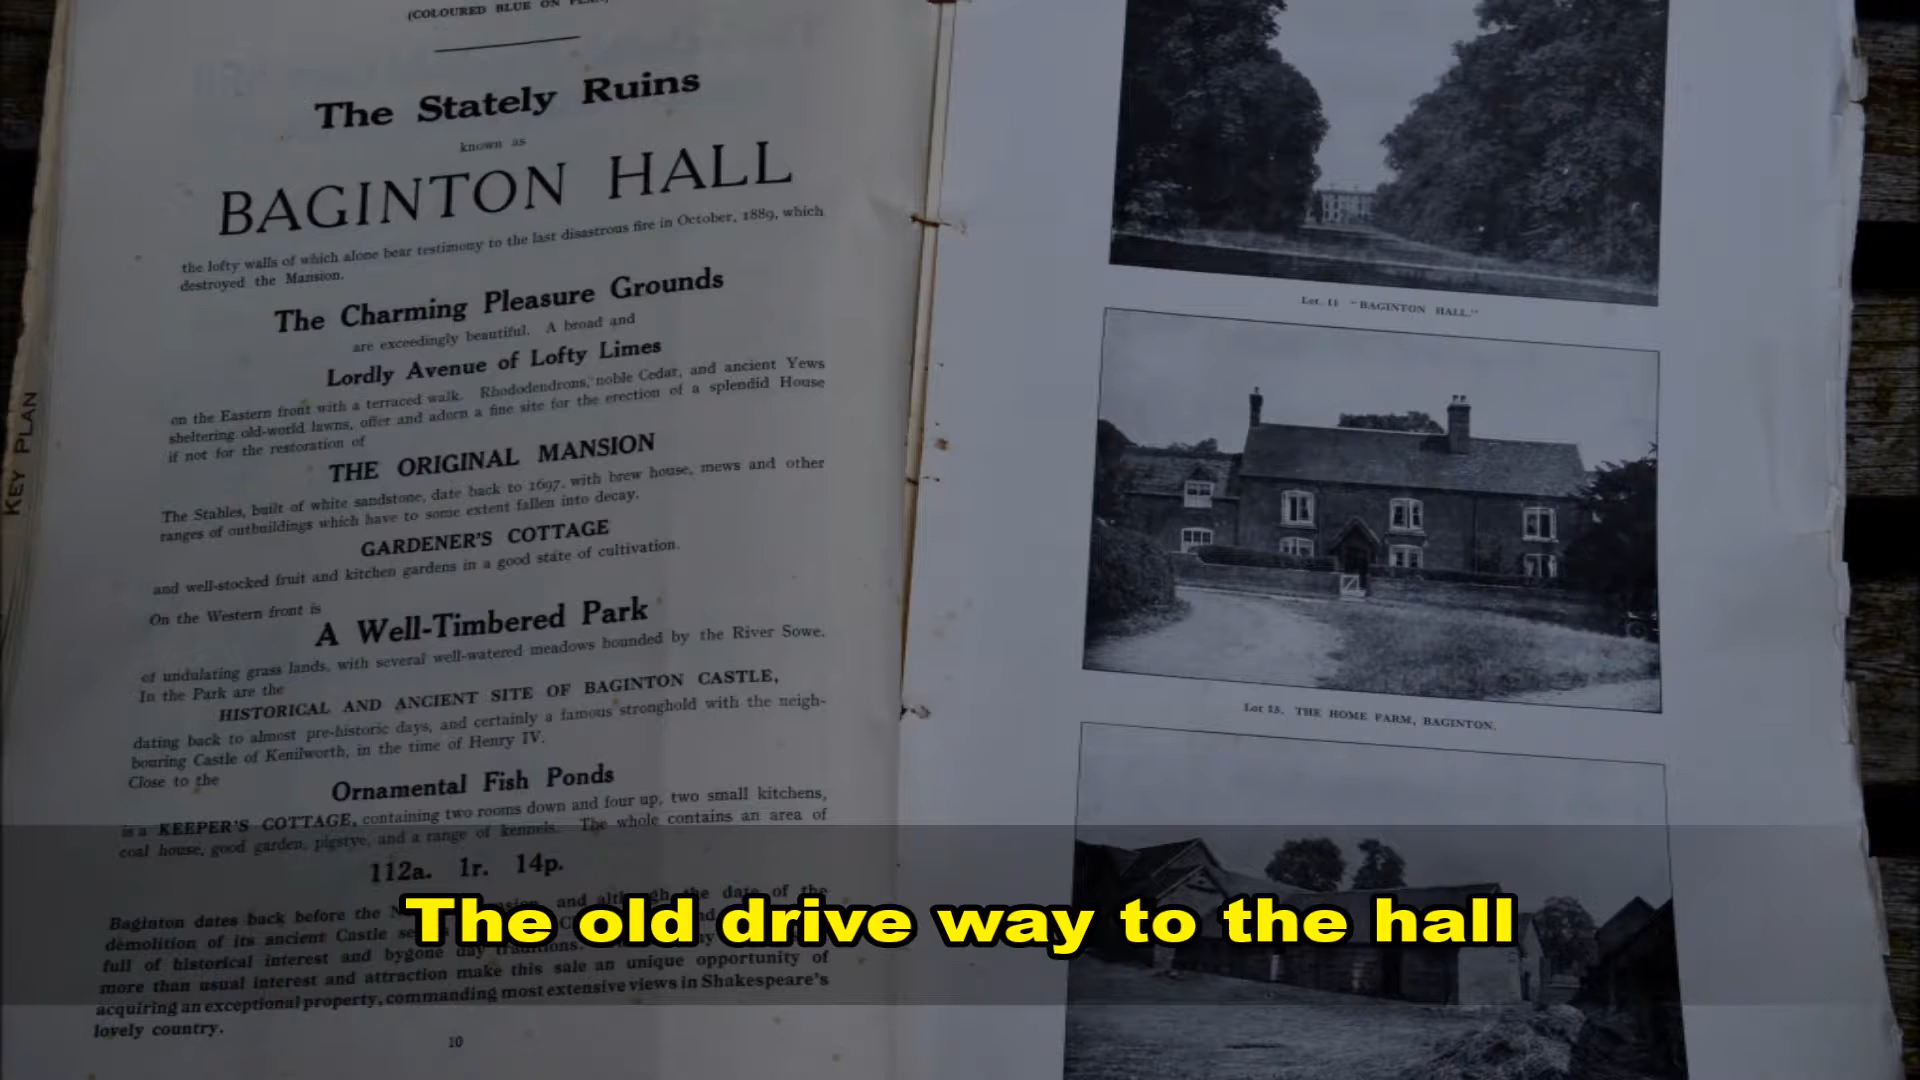 (COLOURED BLUE ON PLAN)
The Stately Ruins
known as
BAGINTON HALL
the lofty walls of which alone bear testimony to the last disastrous fire in October, 1889, which
destroyed the Mansion.
The Charming Pleasure Grounds
are exceedingly beautiful. A broad and
Lordly Avenue of Lofty Limes
on the Eastern front with a terraced walk. Rhododendrons, noble Cedar, and ancient Yews
sheltering old-world lawns, offer and adorn a fine site for the erection of a splendid House
if not for the restoration of
THE ORIGINAL MANSION
The Stables, built of white sandstone, date back to 1697, with brew house, mews and other
ranges of outbuildings which have to some extent fallen into decay.
GARDENER'S COTTAGE
and well-stocked fruit and kitchen gardens in a good state of cultivation.
On the Western front is
A Well-Timbered Park
of undulating grass lands, with several well-watered meadows bounded by the River Sowe.
In the Park are the
HISTORICAL AND ANCIENT SITE OF BAGINTON CASTLE,
dating back to almost pre-historic days, and certainly a famous stronghold with the neigh-
bouring Castle of Kenilworth, in the time of Henry IV.
Close to the
Ornamental Fish Ponds
is a KEEPER'S COTTAGE, containing two rooms down and four up, two small kitchens,
coal house, good garden, pigstye, and a range of kennels. The whole contains an area of
112a. 1r. 14p.
Baginton dates back before the and although the date of the
demolition of its ancient Castle
full of historical interest and bygone day traditions.
more than usual interest and attraction make this sale an unique opportunity of
acquiring an exceptional property, commanding most extensive views in Shakespeare's
lovely country.
10
KEY PLAN
Lot 11 "BAGINTON HALL."
Lot 15. THE HOME FARM, BAGINTON.
The old drive way to the hall